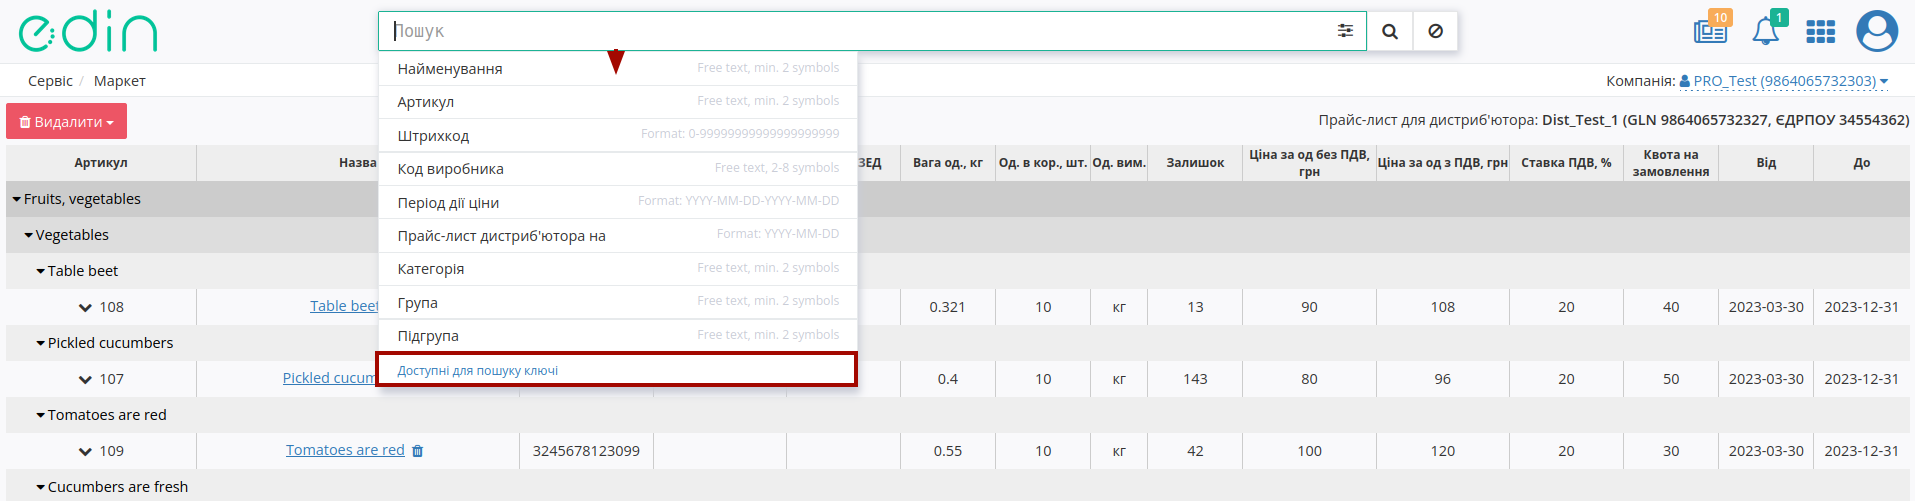 edin
Пошук
10
1
Сервіс / Маркет
Компанія: PRO_Test (9864065732303)
Видалити
Прайс-лист для дистриб'ютора: Dist_Test_1 (GLN 9864065732327, ЄДРПОУ 34554362)
Найменування Free text, min. 2 symbols
Артикул Free text, min. 2 symbols
Штрихкод Format: 0-99999999999999999999
Код виробника Free text, 2-8 symbols
Період дії ціни Format: YYYY-MM-DD-YYYY-MM-DD
Прайс-лист дистриб'ютора на Format: YYYY-MM-DD
Категорія Free text, min. 2 symbols
Група Free text, min. 2 symbols
Підгрупа Free text, min. 2 symbols
Доступні для пошуку ключі
Артикул Назва ЗЕД Вага од., кг Од. в кор., шт. Од. вим. Залишок Ціна за од без ПДВ, грн Ціна за од з ПДВ, грн Ставка ПДВ, % Квота на замовлення Від До
Fruits, vegetables
Vegetables
Table beet
108 Table beet 0.321 10 кг 13 90 108 20 40 2023-03-30 2023-12-31
Pickled cucumbers
107 Pickled cucum 0.4 10 кг 143 80 96 20 50 2023-03-30 2023-12-31
Tomatoes are red
109 Tomatoes are red 3245678123099 0.55 10 кг 42 100 120 20 30 2023-03-30 2023-12-31
Cucumbers are fresh